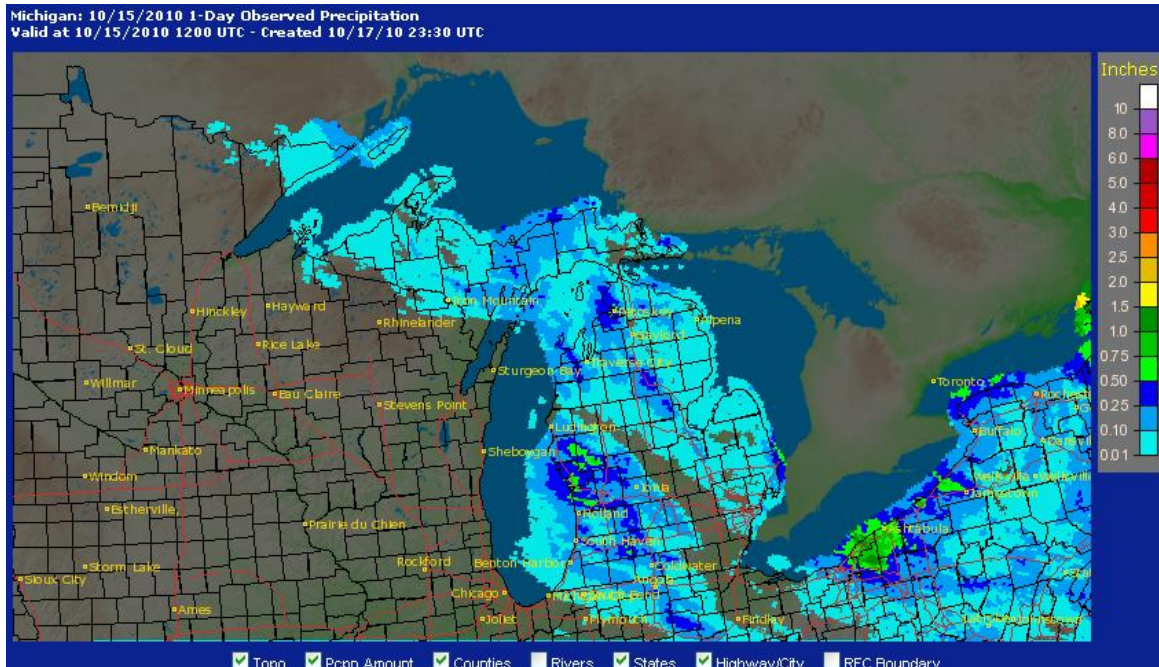 Michigan: 10/15/2010 1-Day Observed Precipitation
Valid at 10/15/2010 1200 UTC - Created 10/17/10 23:30 UTC
Inches
10
8.0
6.0
5.0
4.0
3.0
2.5
2.0
1.5
1.0
0.75
0.50
0.25
0.10
0.01
Bemidji
Hinckley
Hayward
Iron Mountain
Rhinelander
Petoskey
Alpena
Gaylord
St. Cloud
Rice Lake
Traverse City
Sturgeon Bay
Willmar
Minneapolis
Eau Claire
Stevens Point
Toronto
Rochest
Ludington
Buffalo
Dansvil
Mankato
Sheboygan
Windom
Ionia
Wellsville
Jamestown
Estherville
Prairie du Chien
Holland
Ashtabula
South Haven
Storm Lake
Rockford
Benton Harbor
Coldwater
Sioux City
Angola
Chicago
South Bend
Ames
Joliet
Plymouth
Findley
Topo
Pcpn Amount
Counties
Rivers
States
Highway/City
RFC Boundary